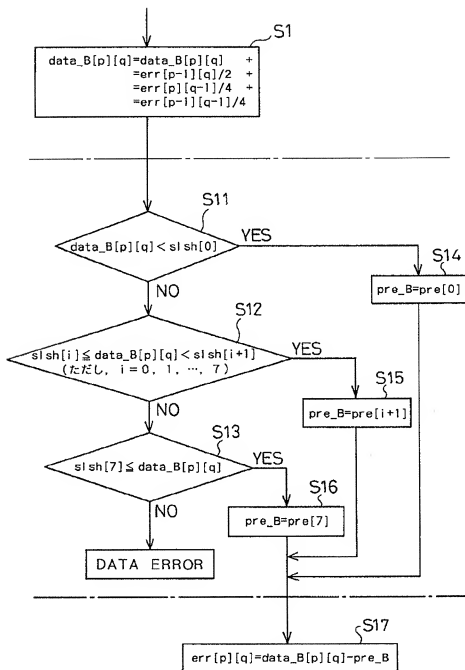 S1
data_B[p][q]=data_B[p][q] +
=err[p-1][q]/2 +
=err[p][q-1]/4 +
=err[p-1][q-1]/4
S11
data_B[p][q]<slsh[0]
YES
NO
S14
pre_B=pre[0]
S12
slsh[i]≦data_B[p][q]<slsh[i+1]
(ただし, i=0, 1, …, 7)
YES
NO
S15
pre_B=pre[i+1]
S13
slsh[7]≦data_B[p][q]
YES
NO
S16
pre_B=pre[7]
DATA ERROR
S17
err[p][q]=data_B[p][q]-pre_B